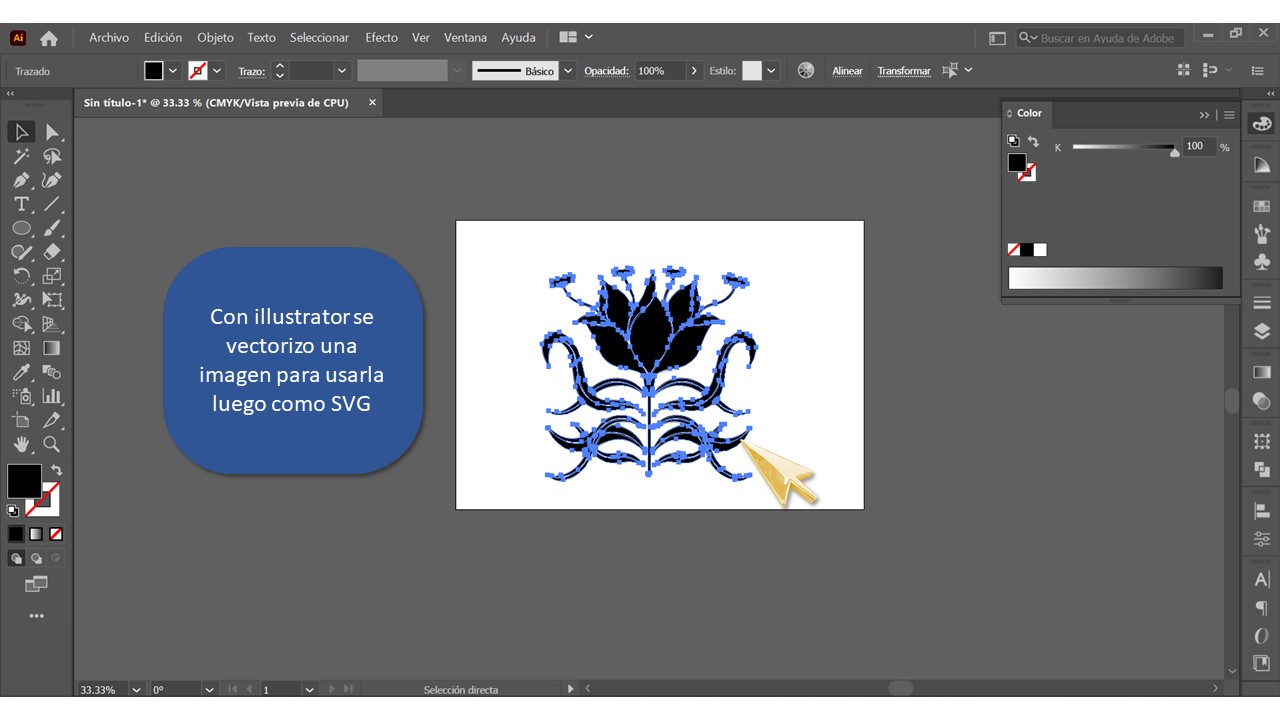 Ai Archivo Edición Objeto Texto Seleccionar Efecto Ver Ventana Ayuda Buscar en Ayuda de Adobe
Trazado Trazo: Básico Opacidad: 100% Estilo: Alinear Transformar
Sin título-1* @ 33.33 % (CMYK/Vista previa de CPU)
Color
K 100 %
Con illustrator se
vectorizo una
imagen para usarla
luego como SVG
33.33% 0° 1 Selección directa